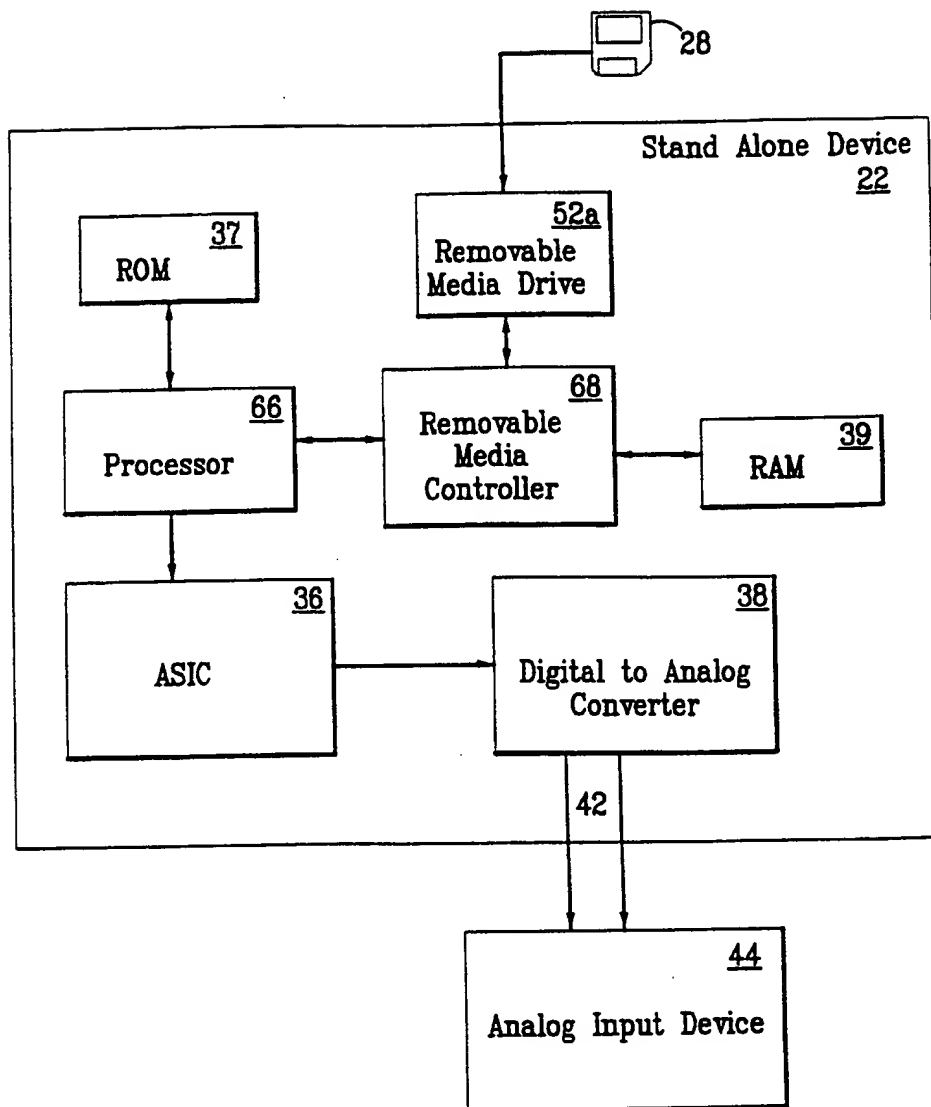 28
Stand Alone Device
22
37
ROM
52a
Removable
Media Drive
66
Processor
68
Removable
Media
Controller
39
RAM
36
ASIC
38
Digital to Analog
Converter
42
44
Analog Input Device